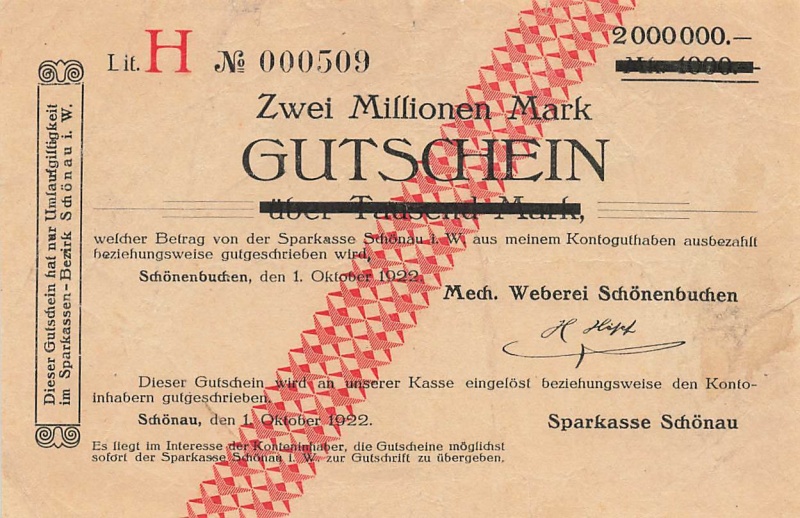 Lit. H № 000509
2000000.—
Mk. 1000.—
Zwei Millionen Mark
GUTSCHEIN
über Tausend Mark,
welcher Betrag von der Sparkasse Schönau i. W. aus meinem Kontoguthaben ausbezahlt
beziehungsweise gutgeschrieben wird,
Schönenbuchen, den 1. Oktober 1922.
Mech. Weberei Schönenbuchen
Dieser Gutschein wird an unserer Kasse eingelöst beziehungsweise den Konto-
inhabern gutgeschrieben.
Schönau, den 1. Oktober 1922.
Sparkasse Schönau
Es liegt im Interesse der Konteninhaber, die Gutscheine möglichst
sofort der Sparkasse Schönau i. W. zur Gutschrift zu übergeben.
Dieser Gutschein hat nur Umlaufgiltigkeit
im Sparkassen-Bezirk Schönau i. W.